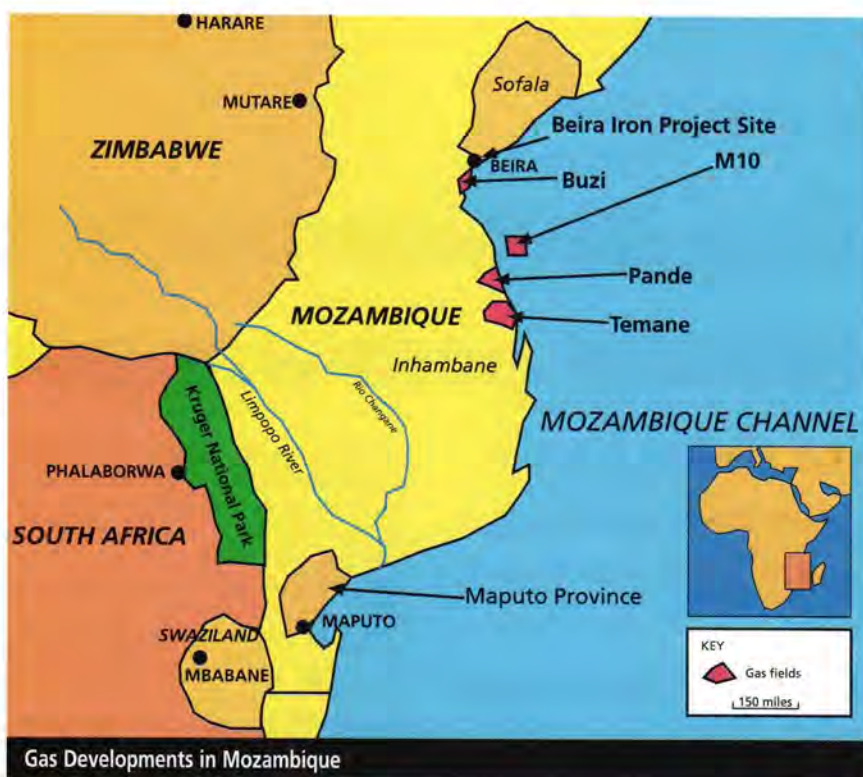 HARARE
Sofala
MUTARE
Beira Iron Project Site
ZIMBABWE
BEIRA
M10
Buzi
Pande
MOZAMBIQUE
Temane
Inhambane
Rio Changane
Limpopo River
Kruger National Park
MOZAMBIQUE CHANNEL
PHALABORWA
SOUTH AFRICA
Maputo Province
MAPUTO
SWAZILAND
MBABANE
KEY
Gas fields
150 miles
Gas Developments in Mozambique